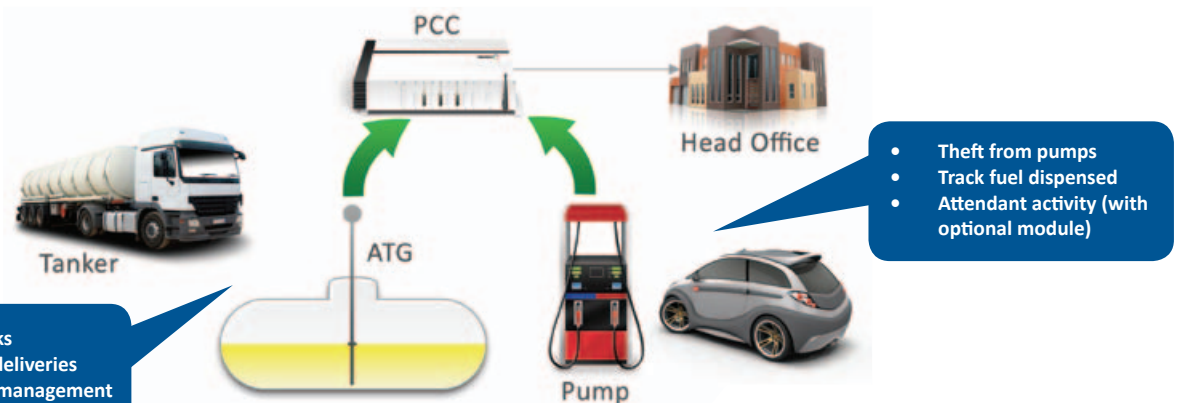 PCC
Head Office
• Theft from pumps
• Track fuel dispensed
• Attendant activity (with
optional module)
Tanker
ATG
deliveries
management
Pump